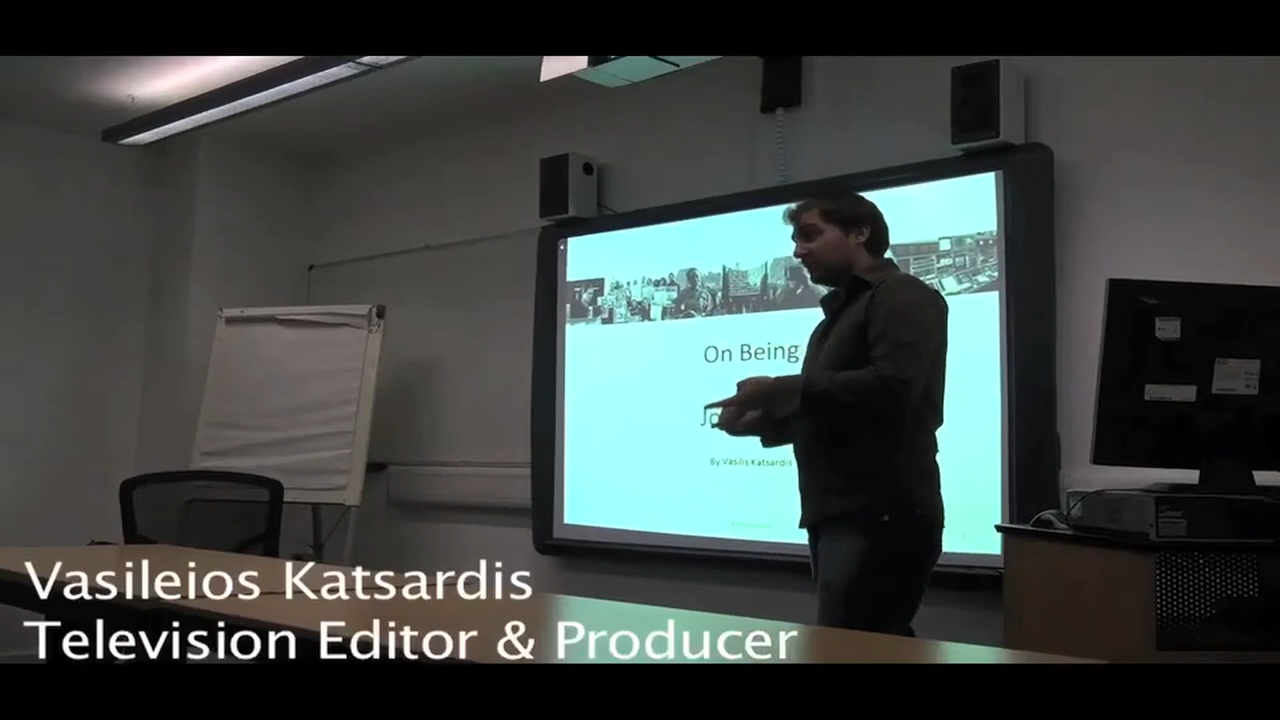 On Being
By Vasilis Katsardis
Vasileios Katsardis
Television Editor & Producer